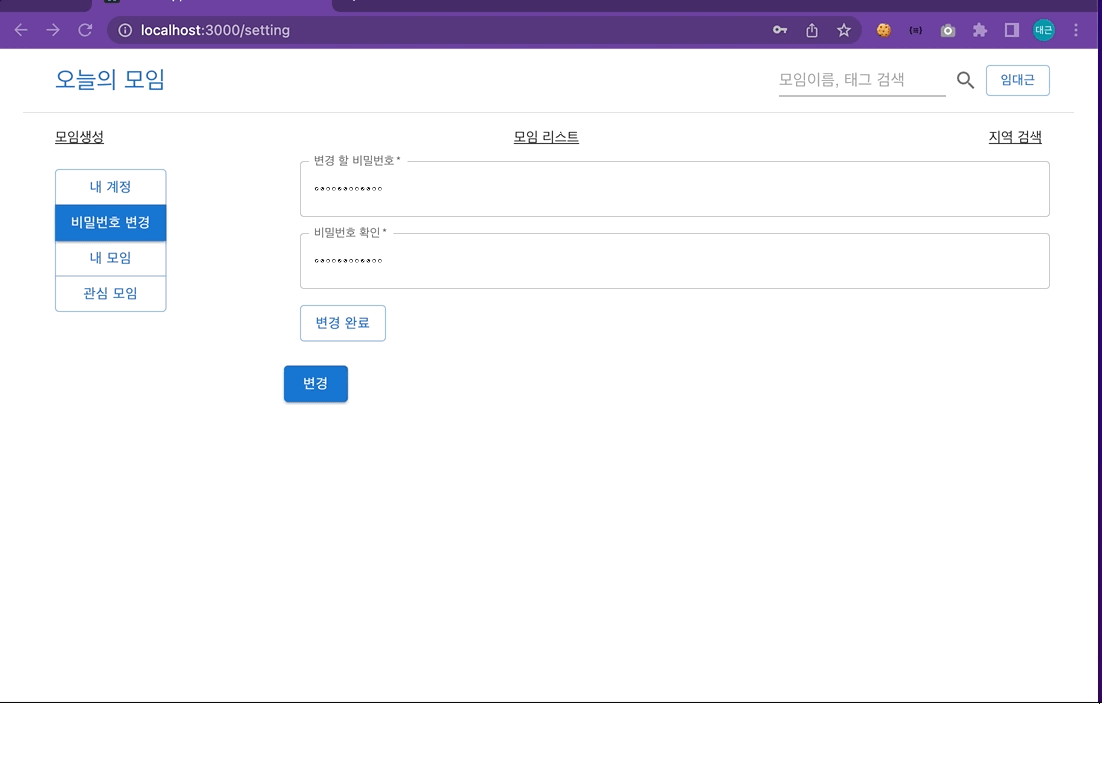 localhost:3000/setting
대근
오늘의 모임
모임이름, 태그 검색
임대근
모임생성
모임 리스트
지역 검색
내 계정
비밀번호 변경
내 모임
관심 모임
변경 할 비밀번호 *
비밀번호 확인 *
변경 완료
변경